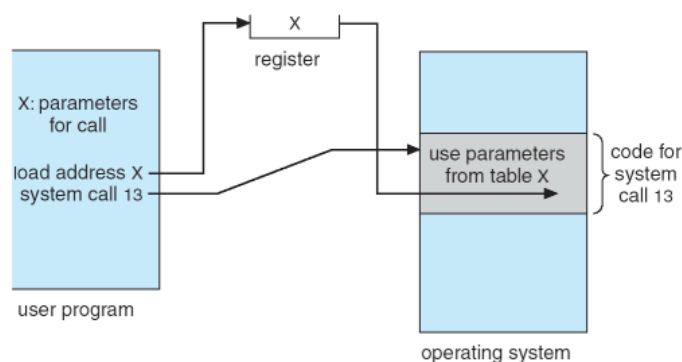 X
register
X: parameters
for call
load address X
system call 13
user program
use parameters
from table X
code for
system
call 13
operating system